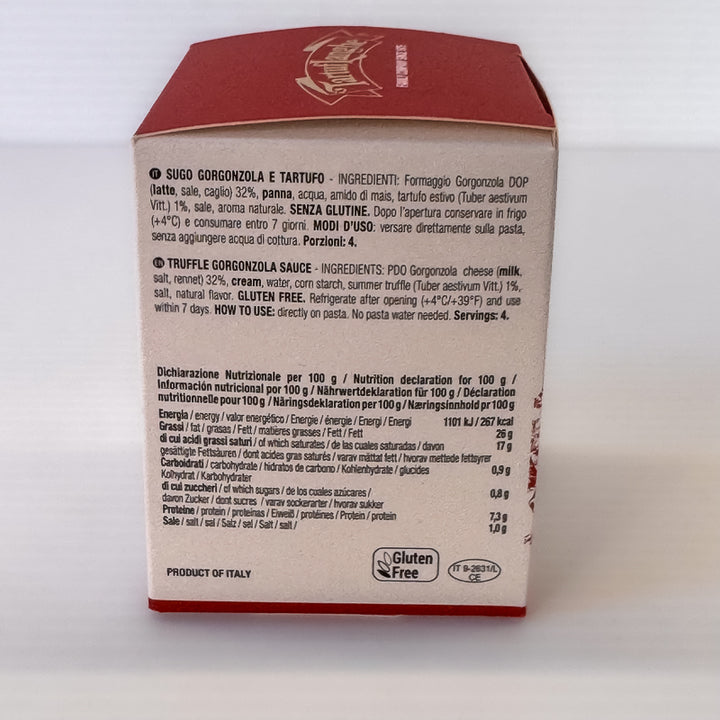 Tartuflanghe
IT SUGO GORGONZOLA E TARTUFO - INGREDIENTI: Formaggio Gorgonzola DOP
(latte, sale, caglio) 32%, panna, acqua, amido di mais, tartufo estivo (Tuber aestivum
Vitt.) 1%, sale, aroma naturale. SENZA GLUTINE. Dopo l'apertura conservare in frigo
(+4°C) e consumare entro 7 giorni. MODI D'USO: versare direttamente sulla pasta,
senza aggiungere acqua di cottura. Porzioni: 4.
EN TRUFFLE GORGONZOLA SAUCE - INGREDIENTS: PDO Gorgonzola cheese (milk,
salt, rennet) 32%, cream, water, corn starch, summer truffle (Tuber aestivum Vitt.) 1%,
salt, natural flavor. GLUTEN FREE. Refrigerate after opening (+4°C/+39°F) and use
within 7 days. HOW TO USE: directly on pasta. No pasta water needed. Servings: 4.
Dichiarazione Nutrizionale per 100 g / Nutrition declaration for 100 g /
Información nutricional por 100 g / Nährwertdeklaration für 100 g / Déclaration
nutritionnelle pour 100 g / Näringsdeklaration per 100 g / Næringsinnhold pr 100 g
Energia / energy / valor energético / Energie / énergie / Energi / Energi 1101 kJ / 267 kcal
Grassi / fat / grasas / Fett / matières grasses / Fett / Fett 26 g
di cui acidi grassi saturi / of which saturates / de las cuales saturadas / davon 17 g
gesättigte Fettsäuren / dont acides gras saturés / varav mättat fett / hvorav mettede fettsyrer
Carboidrati / carbohydrate / hidratos de carbono / Kohlenhydrate / glucides 0,9 g
Kolhydrat / Karbohydrater
di cui zuccheri / of which sugars / de los cuales azúcares / 0,8 g
davon Zucker / dont sucres / varav sockerarter / hvorav sukker
Proteine / protein / proteínas / Eiweiß / protéines / Protein / protein 7,3 g
Sale / salt / sal / Salz / sel / Salt / salt / 1,0 g
PRODUCT OF ITALY
Gluten
Free
IT 9-2631/L
CE